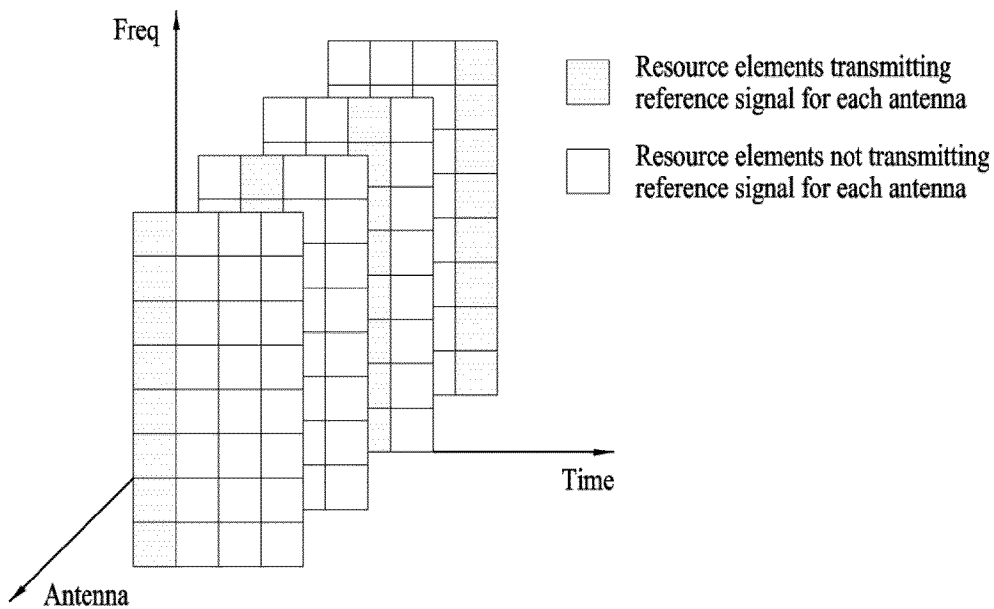 Freq
Resource elements transmitting
reference signal for each antenna
Resource elements not transmitting
reference signal for each antenna
Time
Antenna